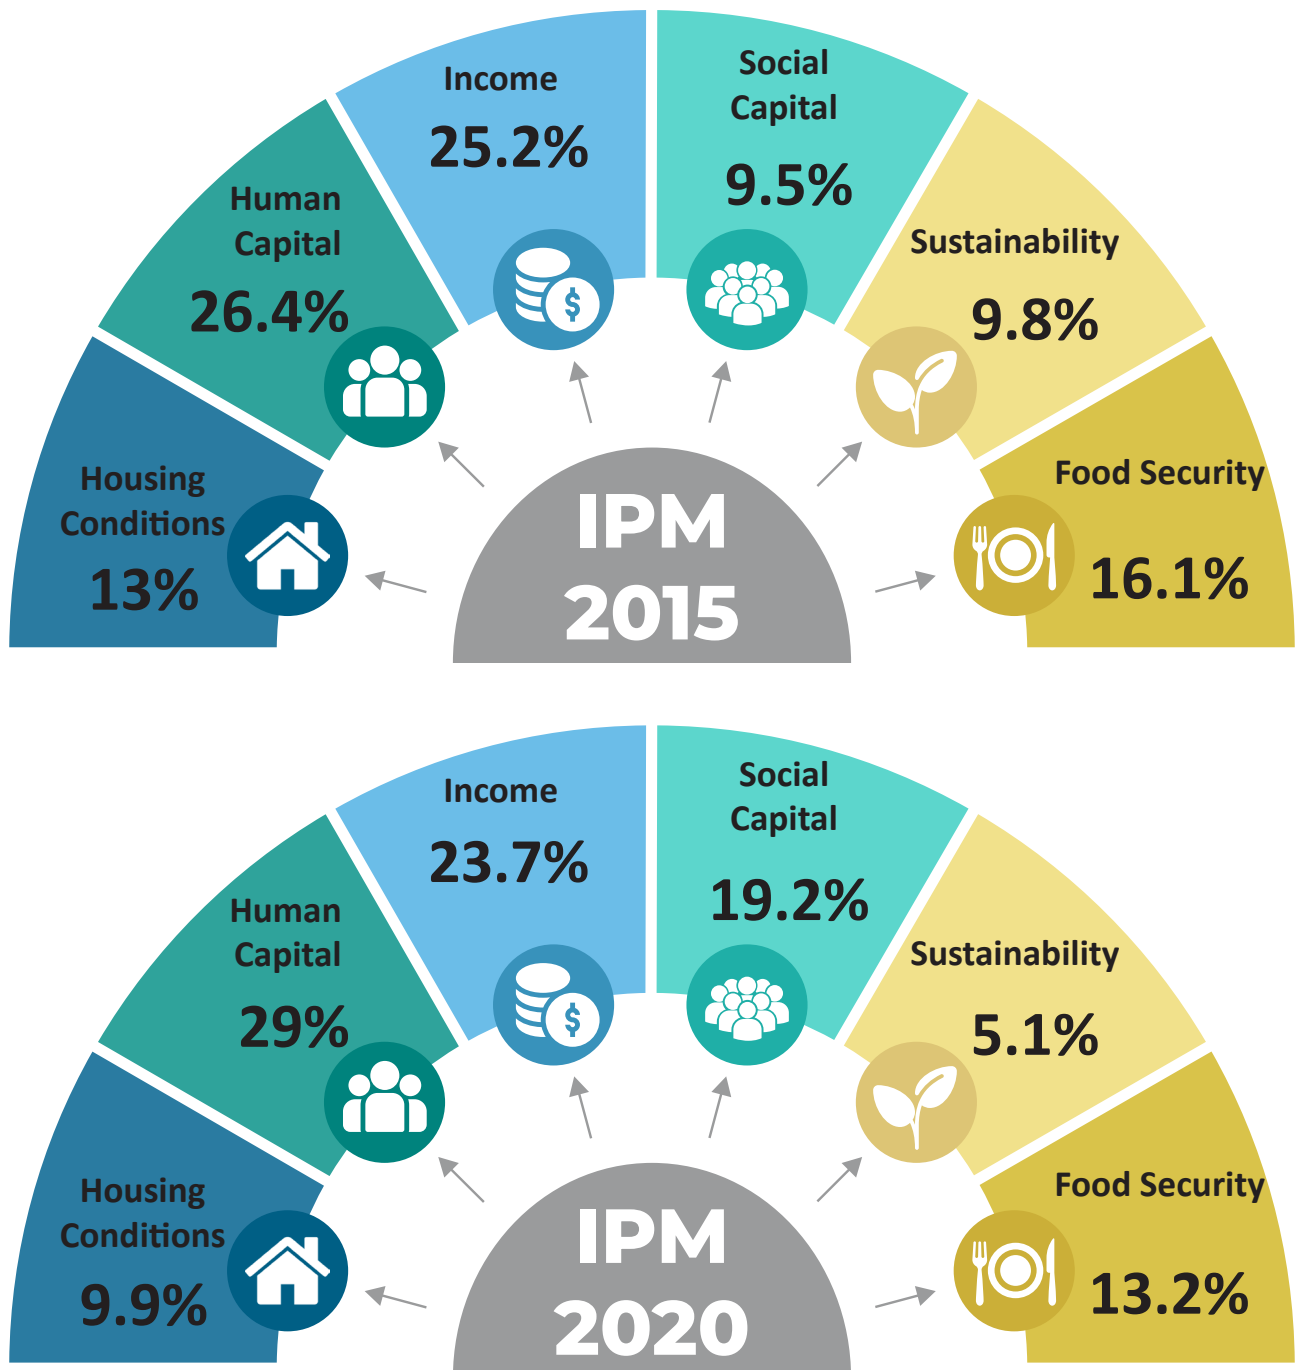 Housing
Conditions
13%
Human
Capital
26.4%
Income
25.2%
Social
Capital
9.5%
Sustainability
9.8%
Food Security
16.1%
IPM
2015
Housing
Conditions
9.9%
Human
Capital
29%
Income
23.7%
Social
Capital
19.2%
Sustainability
5.1%
Food Security
13.2%
IPM
2020